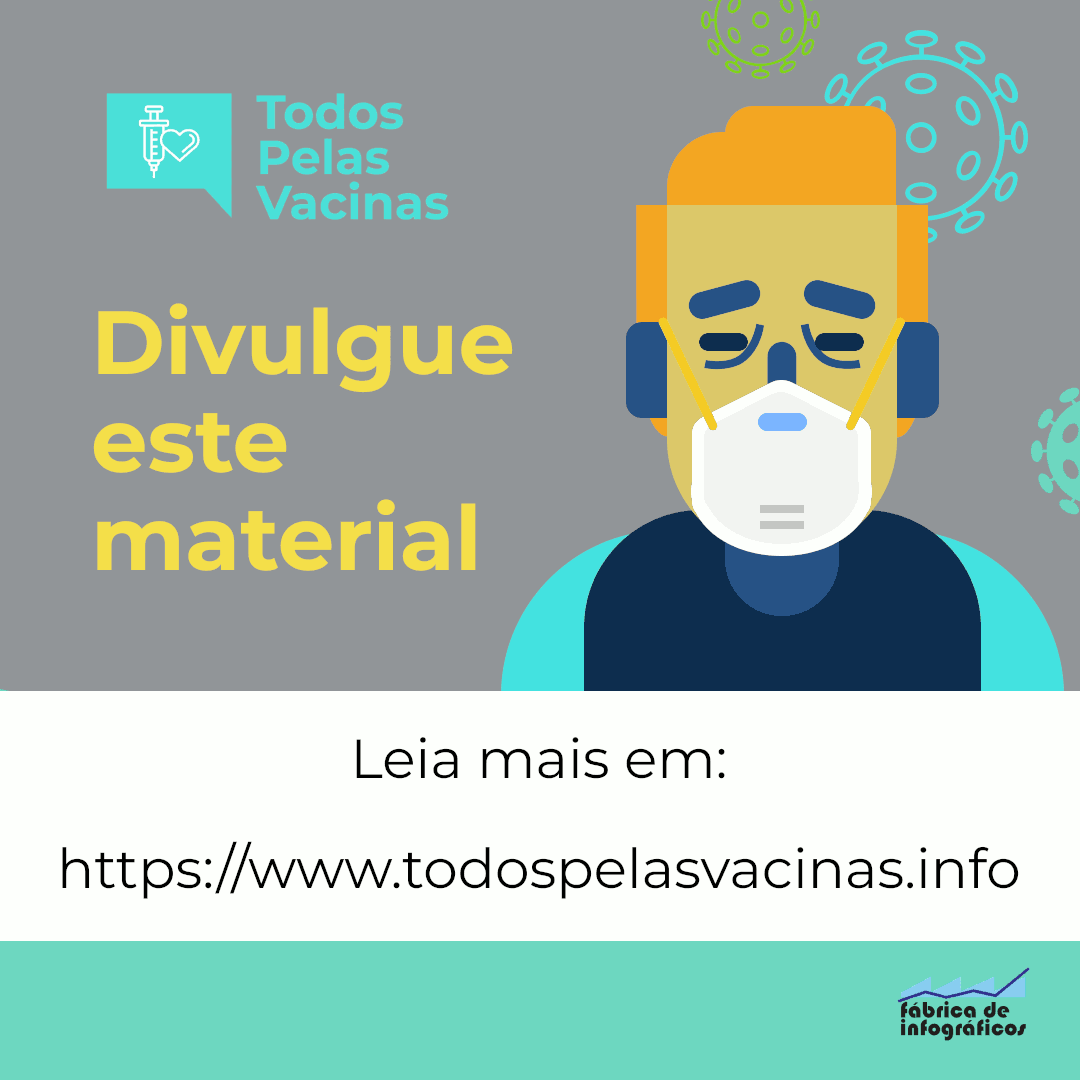 Todos
Pelas
Vacinas
Divulgue
este
material
Leia mais em:
https://www.todospelasvacinas.info
fábrica de
infográficos